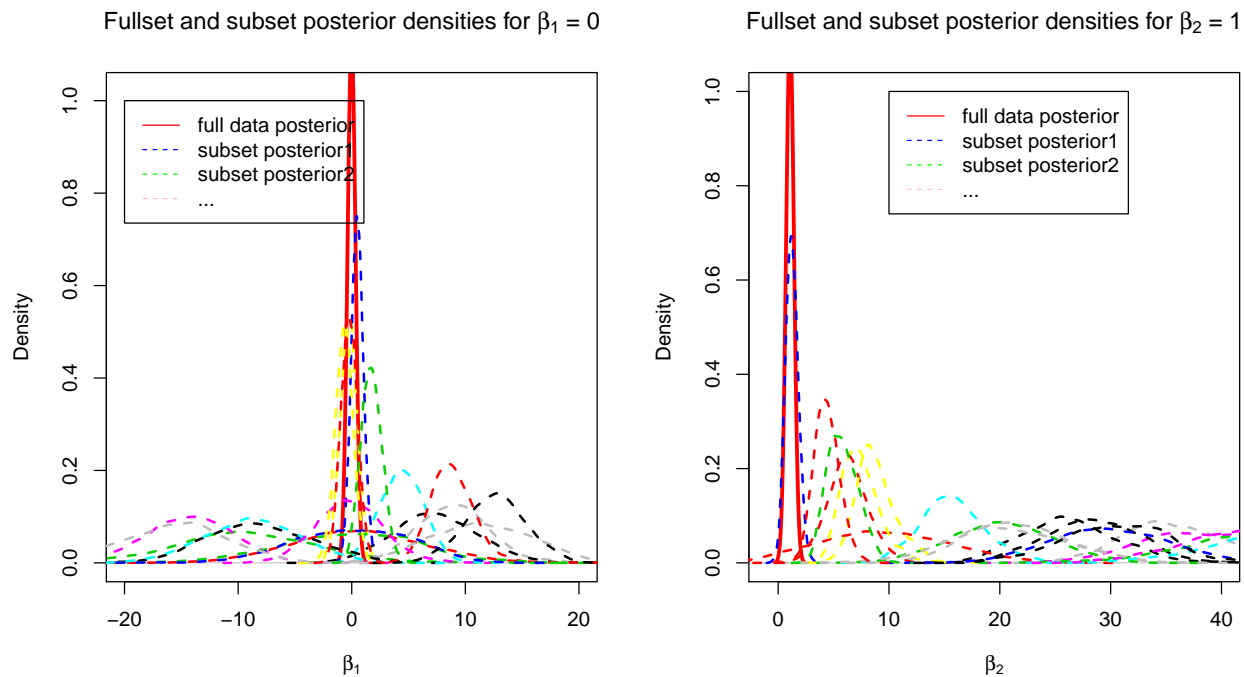 Fullset and subset posterior densities for β₁ = 0
1.0
0.8
0.6
0.4
0.2
0.0
Density
full data posterior
subset posterior1
subset posterior2
...
−20
−10
0
10
20
β₁
Fullset and subset posterior densities for β₂ = 1
1.0
0.8
0.6
0.4
0.2
0.0
Density
full data posterior
subset posterior1
subset posterior2
...
0
10
20
30
40
β₂